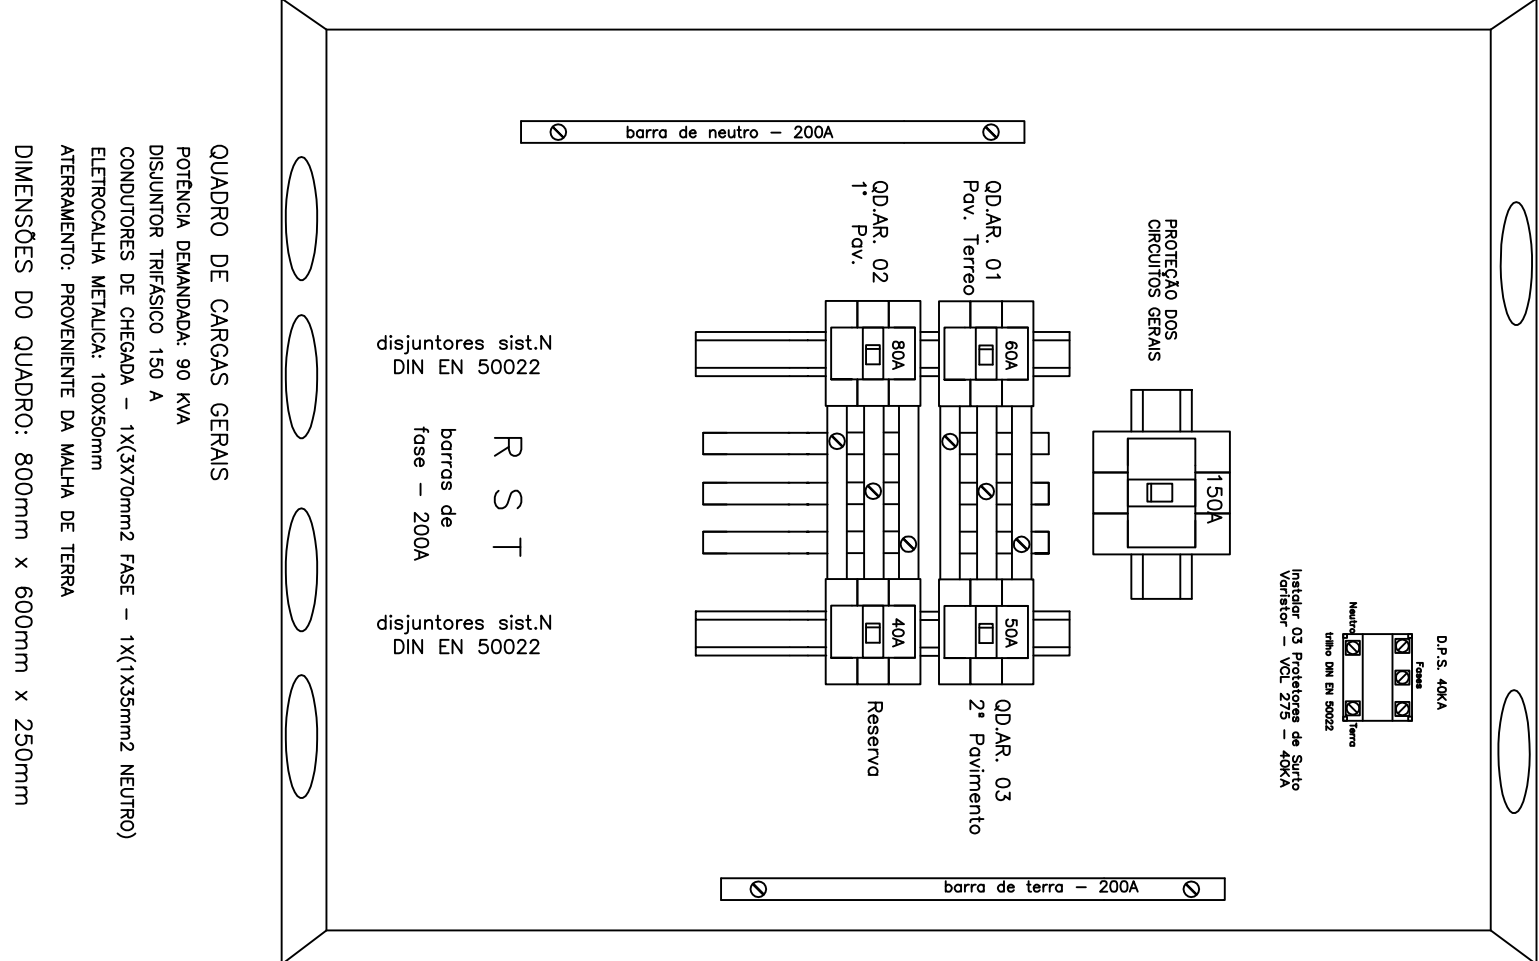 barra de neutro - 200A
QD.AR. 01
Pav. Terreo
QD.AR. 02
1° Pav.
PROTEÇÃO DOS
CIRCUITOS GERAIS
60A
80A
150A
disjuntores sist.N
DIN EN 50022
R S T
barras de
fase - 200A
disjuntores sist.N
DIN EN 50022
50A
40A
QD.AR. 03
2° Pavimento
Reserva
D.P.S. 40KA
Fases
Neutro
Terra
trilho DIN EN 50022
Instalar 03 Protetores de Surto
Varistor - VCL 275 - 40KA
barra de terra - 200A
QUADRO DE CARGAS GERAIS
POTÊNCIA DEMANDADA: 90 KVA
DISJUNTOR TRIFÁSICO 150 A
CONDUTORES DE CHEGADA - 1X(3X70mm2 FASE - 1X(1X35mm2 NEUTRO)
ELETROCALHA METALICA: 100X50mm
ATERRAMENTO: PROVENIENTE DA MALHA DE TERRA
DIMENSÕES DO QUADRO: 800mm x 600mm x 250mm